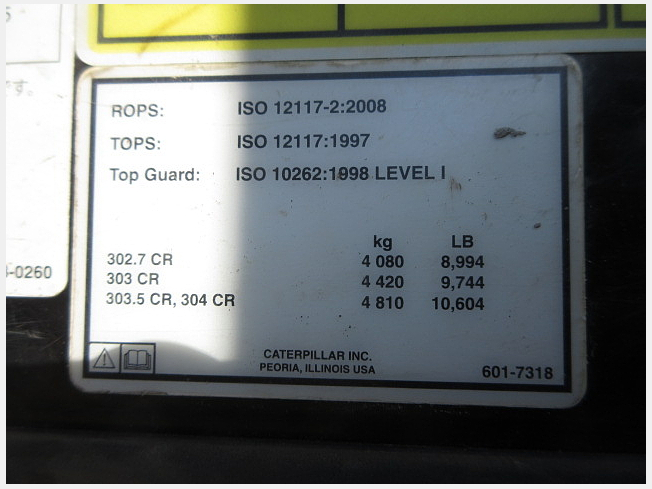 ROPS: ISO 12117-2:2008
TOPS: ISO 12117:1997
Top Guard: ISO 10262:1998 LEVEL I
kg LB
302.7 CR 4 080 8,994
303 CR 4 420 9,744
303.5 CR, 304 CR 4 810 10,604
-0260
CATERPILLAR INC.
PEORIA, ILLINOIS USA
601-7318